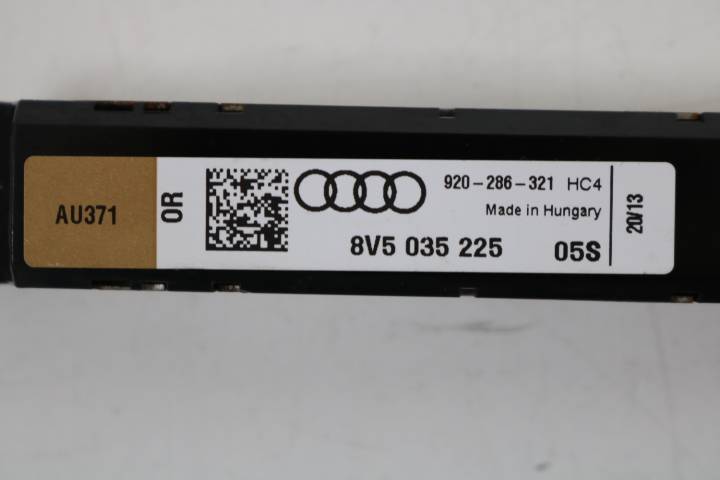 AU371
OR
920-286-321 HC4
Made in Hungary
8V5 035 225 05S
20/13